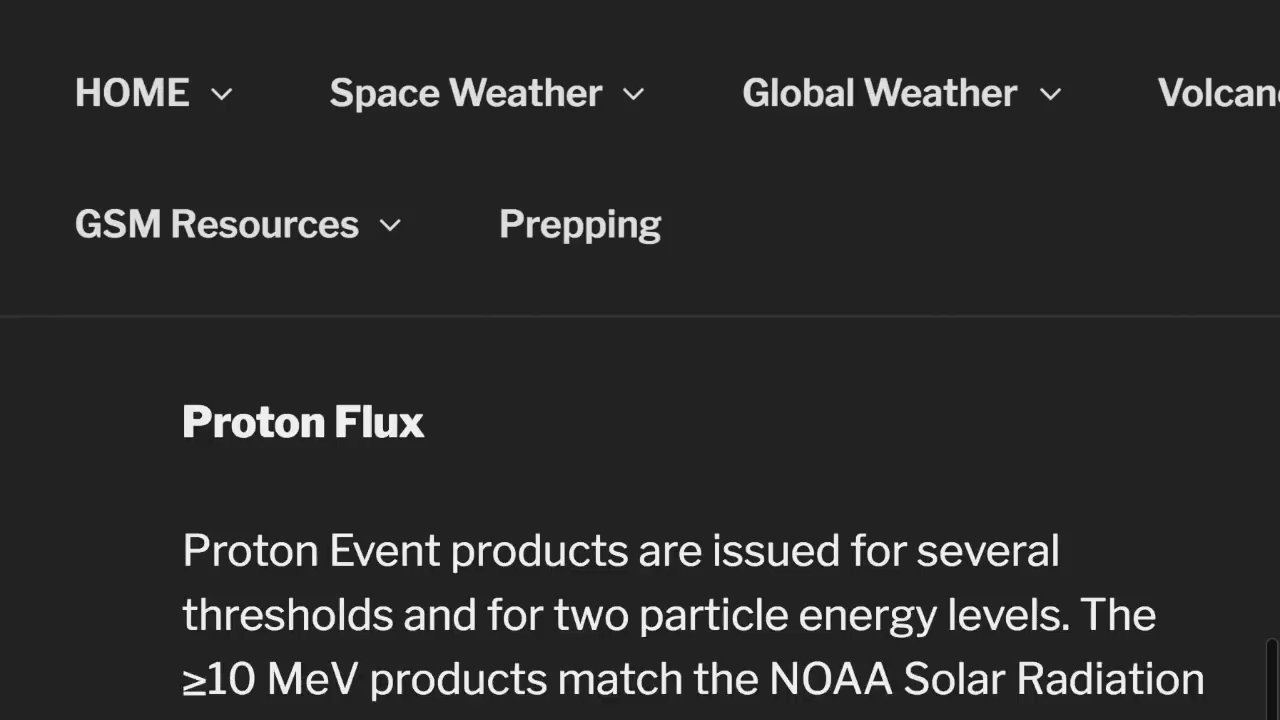 HOME Space Weather Global Weather
GSM Resources Prepping
Proton Flux
Proton Event products are issued for several
thresholds and for two particle energy levels. The
≥10 MeV products match the NOAA Solar Radiation